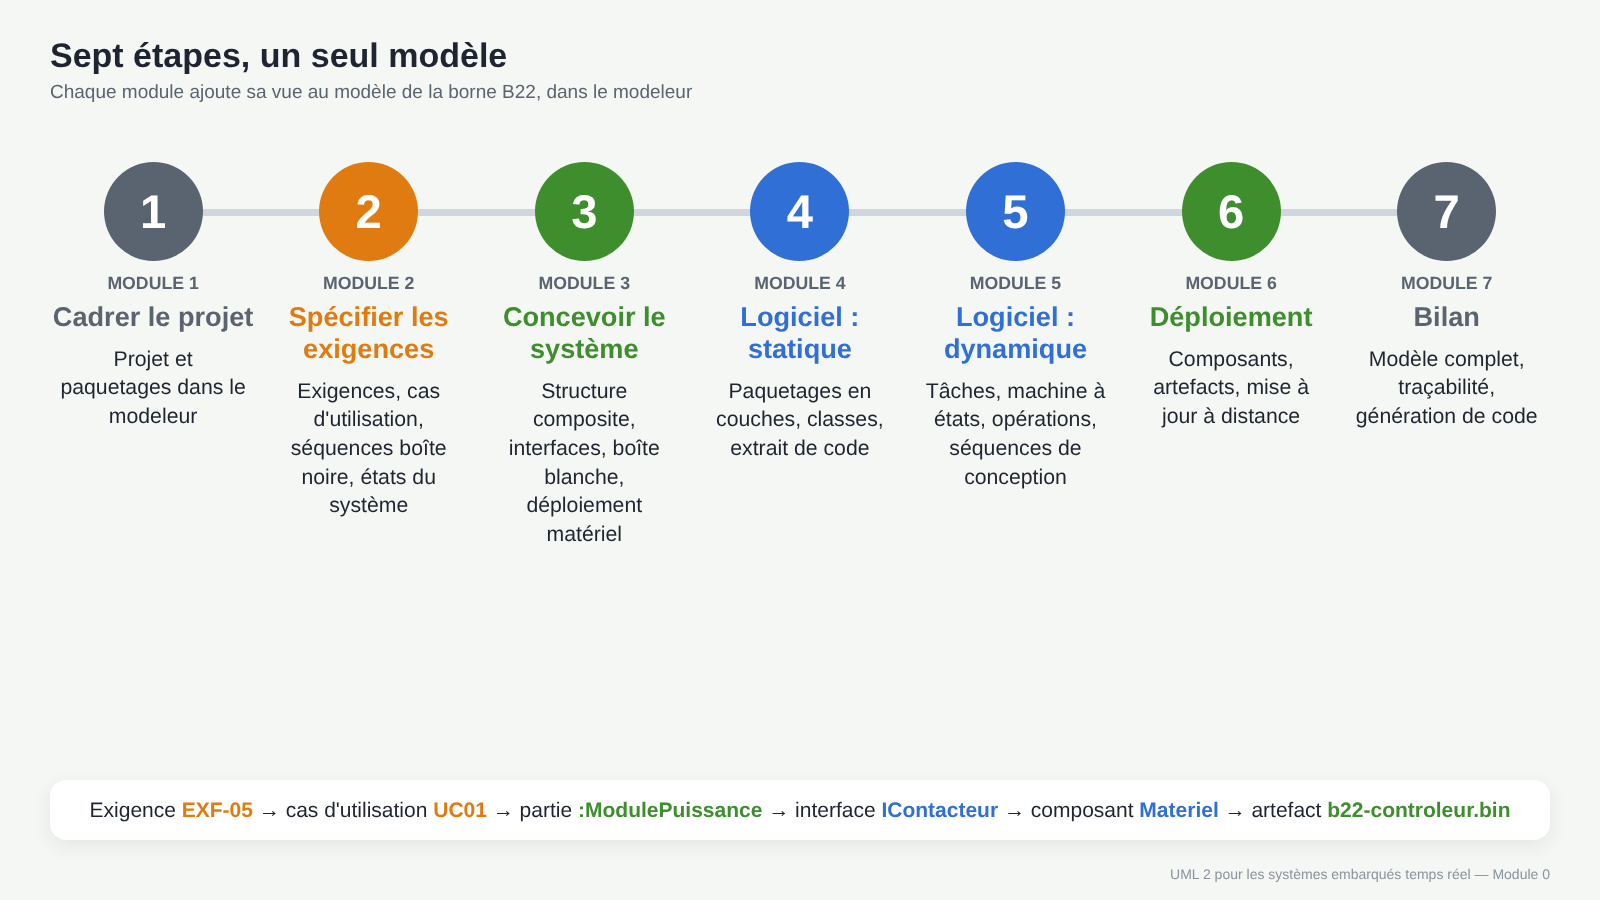 Sept étapes, un seul modèle
Chaque module ajoute sa vue au modèle de la borne B22, dans le modeleur
1
MODULE 1
Cadrer le projet
Projet et
paquetages dans le
modeleur
2
MODULE 2
Spécifier les
exigences
Exigences, cas
d'utilisation,
séquences boîte
noire, états du
système
3
MODULE 3
Concevoir le
système
Structure
composite,
interfaces, boîte
blanche,
déploiement
matériel
4
MODULE 4
Logiciel :
statique
Paquetages en
couches, classes,
extrait de code
5
MODULE 5
Logiciel :
dynamique
Tâches, machine à
états, opérations,
séquences de
conception
6
MODULE 6
Déploiement
Composants,
artefacts, mise à
jour à distance
7
MODULE 7
Bilan
Modèle complet,
traçabilité,
génération de code
Exigence EXF-05 → cas d'utilisation UC01 → partie :ModulePuissance → interface IContacteur → composant Materiel → artefact b22-controleur.bin
UML 2 pour les systèmes embarqués temps réel — Module 0